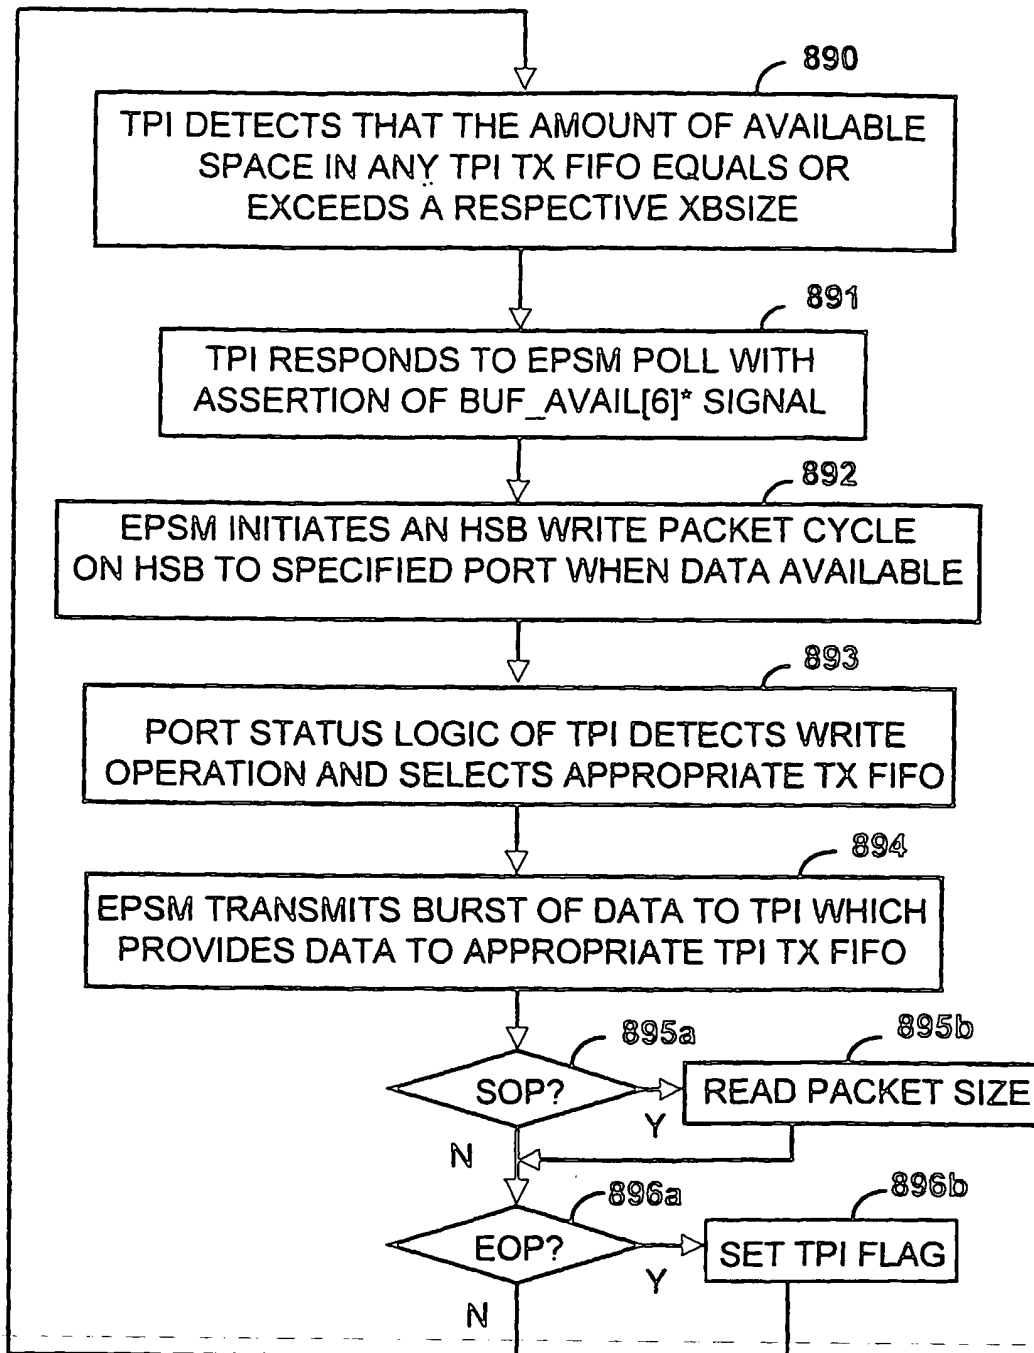 890
TPI DETECTS THAT THE AMOUNT OF AVAILABLE
SPACE IN ANY TPI TX FIFO EQUALS OR
EXCEEDS A RESPECTIVE XBSIZE
891
TPI RESPONDS TO EPSM POLL WITH
ASSERTION OF BUF_AVAIL[6]* SIGNAL
892
EPSM INITIATES AN HSB WRITE PACKET CYCLE
ON HSB TO SPECIFIED PORT WHEN DATA AVAILABLE
893
PORT STATUS LOGIC OF TPI DETECTS WRITE
OPERATION AND SELECTS APPROPRIATE TX FIFO
894
EPSM TRANSMITS BURST OF DATA TO TPI WHICH
PROVIDES DATA TO APPROPRIATE TPI TX FIFO
895a
895b
SOP?
READ PACKET SIZE
Y
N
896a
896b
EOP?
SET TPI FLAG
Y
N